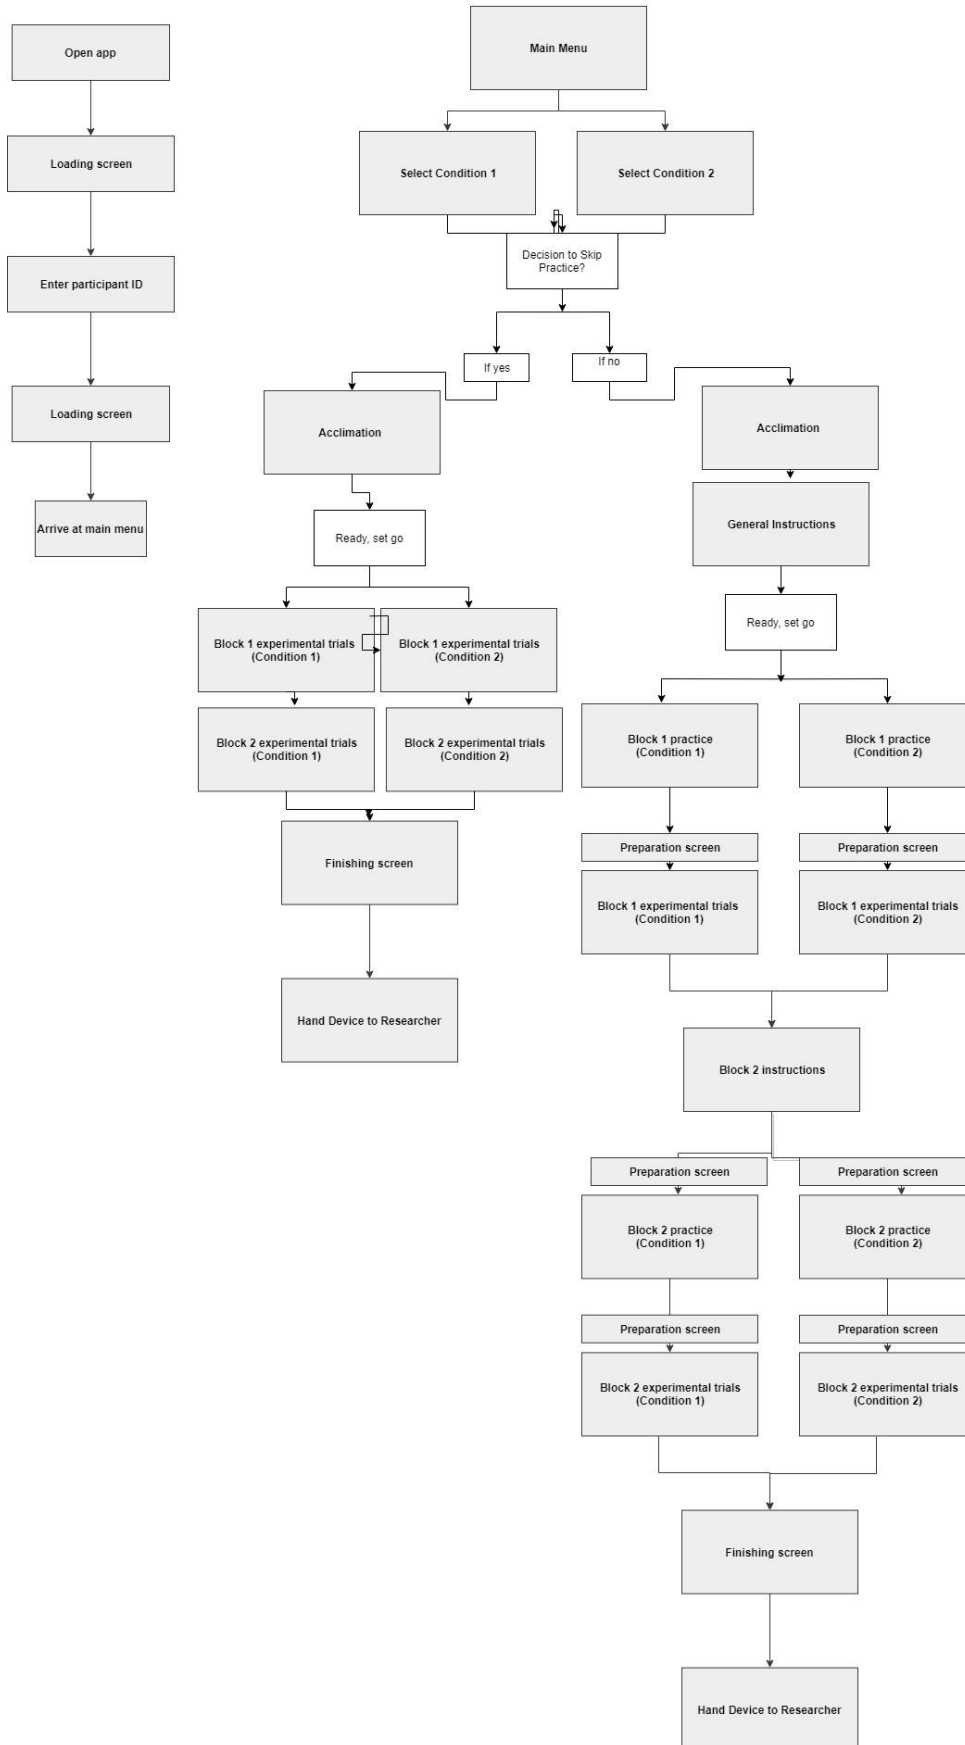 Open app
Loading screen
Enter participant ID
Loading screen
Arrive at main menu
Main Menu
Select Condition 1
Select Condition 2
Decision to Skip
Practice?
If yes
If no
Acclimation
Ready, set go
Block 1 experimental trials
(Condition 1)
Block 1 experimental trials
(Condition 2)
Block 2 experimental trials
(Condition 1)
Block 2 experimental trials
(Condition 2)
Finishing screen
Hand Device to Researcher
Acclimation
General Instructions
Ready, set go
Block 1 practice
(Condition 1)
Block 1 practice
(Condition 2)
Preparation screen
Preparation screen
Block 1 experimental trials
(Condition 1)
Block 1 experimental trials
(Condition 2)
Block 2 instructions
Preparation screen
Preparation screen
Block 2 practice
(Condition 1)
Block 2 practice
(Condition 2)
Preparation screen
Preparation screen
Block 2 experimental trials
(Condition 1)
Block 2 experimental trials
(Condition 2)
Finishing screen
Hand Device to Researcher